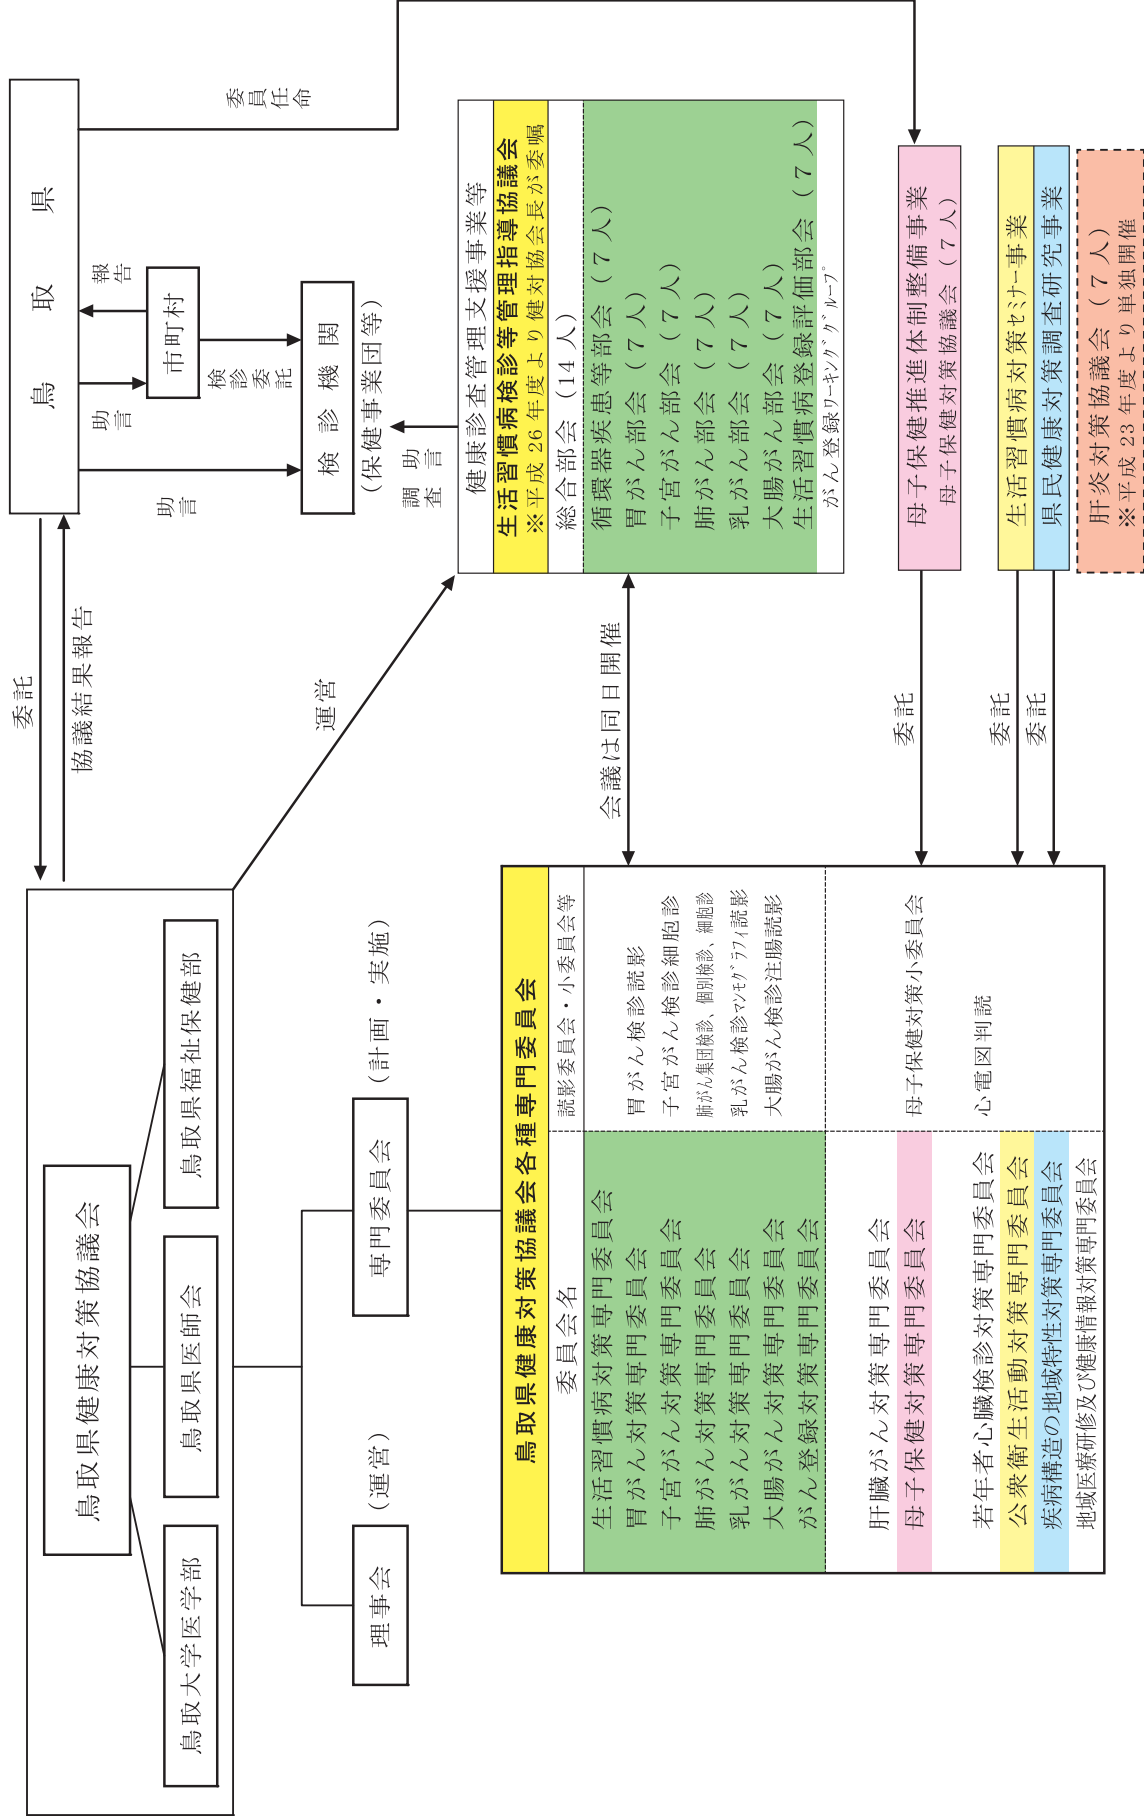 鳥取県健康対策協議会
鳥取大学医学部
鳥取県医師会
鳥取県福祉保健部
理事会
（運営）
専門委員会
（計画・実施）
鳥取県健康対策協議会各種専門委員会
委員会名
読影委員会・小委員会等
生活習慣病対策専門委員会
胃がん対策専門委員会
胃がん検診読影
子宮がん対策専門委員会
子宮がん検診細胞診
肺がん対策専門委員会
肺がん集団検診、個別検診、細胞診
乳がん対策専門委員会
乳がん検診マンモグラフィ読影
大腸がん対策専門委員会
大腸がん検診注腸読影
がん登録対策専門委員会
肝臓がん対策専門委員会
母子保健対策専門委員会
母子保健対策小委員会
若年者心臓検診対策専門委員会
心電図判読
公衆衛生活動対策専門委員会
疾病構造の地域特性対策専門委員会
地域医療研修及び健康情報対策専門委員会
委託
協議結果報告
運営
会議は同日開催
委託
委託
委託
鳥取県
助言
助言
報告
市町村
検診委託
検診機関
（保健事業団等）
調査
助言
委員任命
健康診査管理支援事業等
生活習慣病検診等管理指導協議会
※平成26年度より健対協会長が委嘱
総合部会（14人）
循環器疾患等部会（7人）
胃がん部会（7人）
子宮がん部会（7人）
肺がん部会（7人）
乳がん部会（7人）
大腸がん部会（7人）
生活習慣病登録評価部会（7人）
がん登録ワーキンググループ
母子保健推進体制整備事業
母子保健対策協議会（7人）
生活習慣病対策セミナー事業
県民健康対策調査研究事業
肝炎対策協議会（7人）
※平成23年度より単独開催